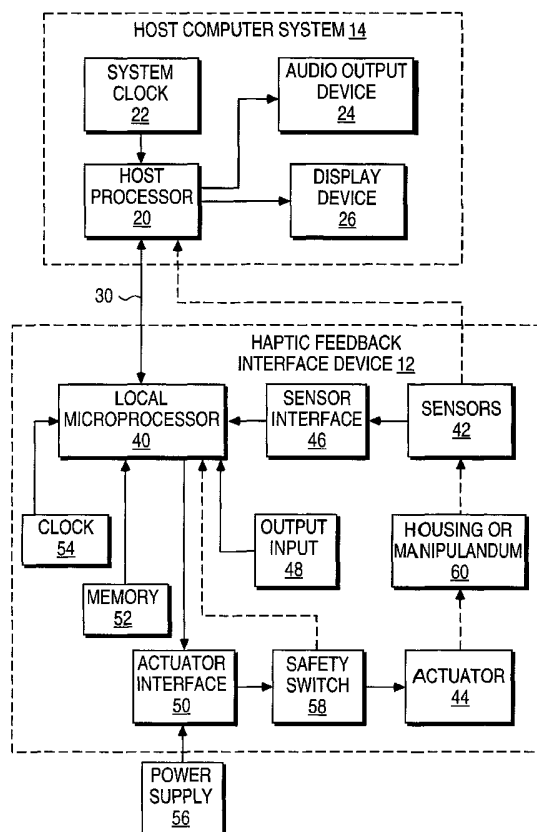 HOST COMPUTER SYSTEM 14
SYSTEM
CLOCK
22
AUDIO OUTPUT
DEVICE
24
HOST
PROCESSOR
20
DISPLAY
DEVICE
26
30
HAPTIC FEEDBACK
INTERFACE DEVICE 12
LOCAL
MICROPROCESSOR
40
SENSOR
INTERFACE
46
SENSORS
42
CLOCK
54
OUTPUT
INPUT
48
HOUSING OR
MANIPULANDUM
60
MEMORY
52
ACTUATOR
INTERFACE
50
SAFETY
SWITCH
58
ACTUATOR
44
POWER
SUPPLY
56